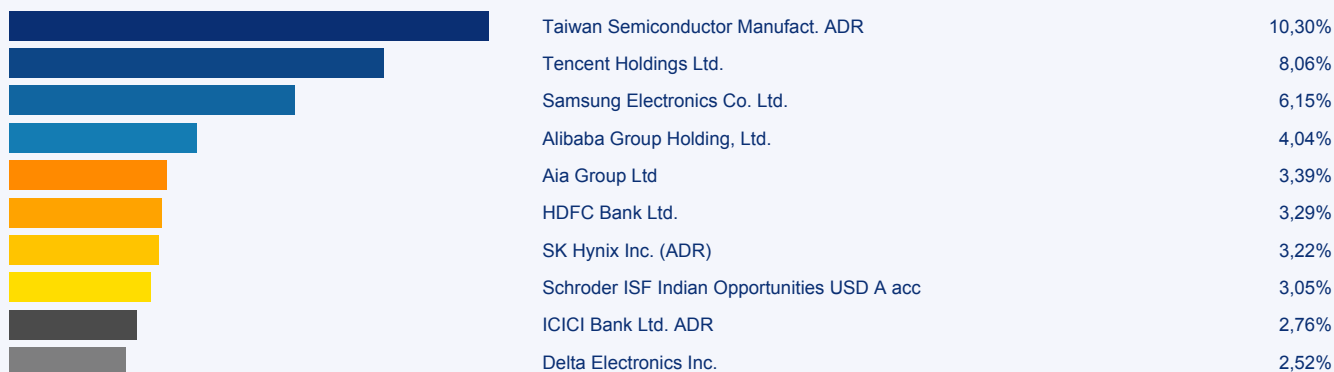 Taiwan Semiconductor Manufact. ADR 10,30%
Tencent Holdings Ltd. 8,06%
Samsung Electronics Co. Ltd. 6,15%
Alibaba Group Holding, Ltd. 4,04%
Aia Group Ltd 3,39%
HDFC Bank Ltd. 3,29%
SK Hynix Inc. (ADR) 3,22%
Schroder ISF Indian Opportunities USD A acc 3,05%
ICICI Bank Ltd. ADR 2,76%
Delta Electronics Inc. 2,52%